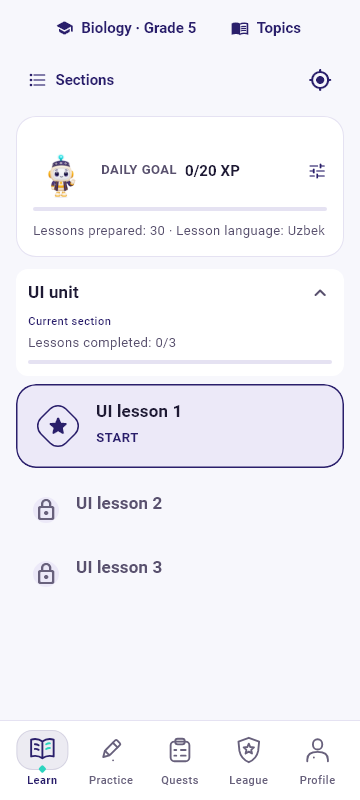 Biology · Grade 5
Topics
Sections
DAILY GOAL 0/20 XP
Lessons prepared: 30 · Lesson language: Uzbek
UI unit
Current section
Lessons completed: 0/3
UI lesson 1
START
UI lesson 2
UI lesson 3
Learn
Practice
Quests
League
Profile